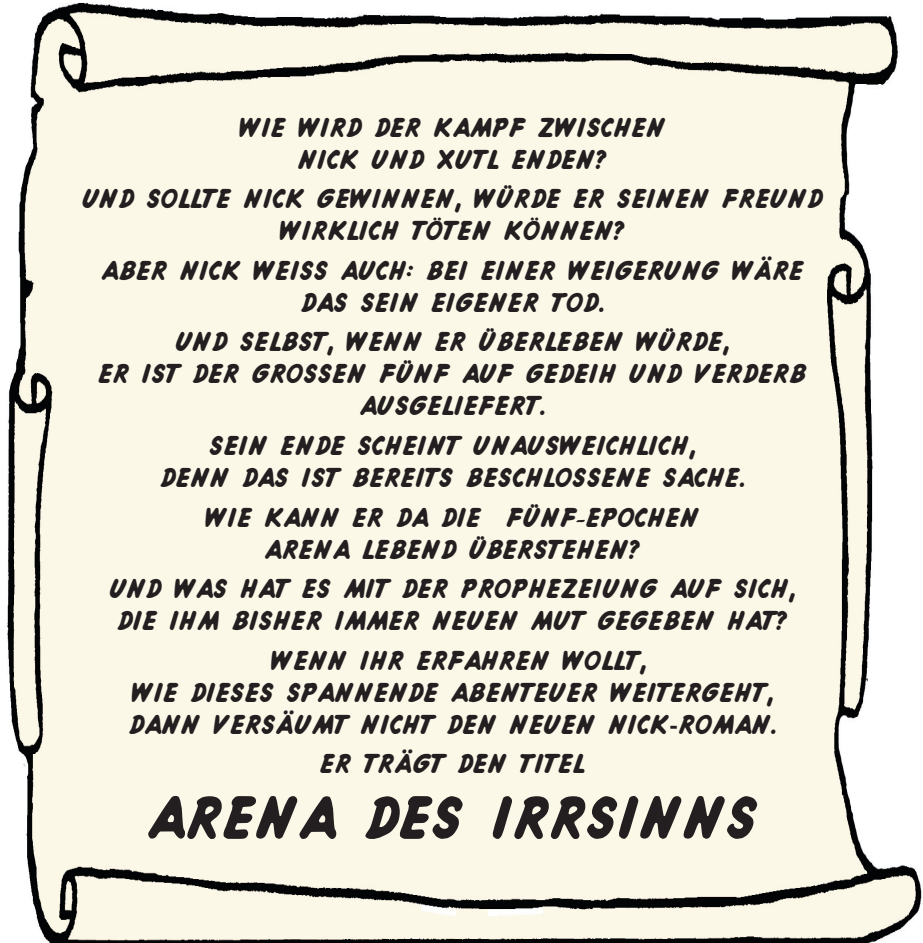 WIE WIRD DER KAMPF ZWISCHEN
NICK UND XUTL ENDEN?
UND SOLLTE NICK GEWINNEN, WÜRDE ER SEINEN FREUND
WIRKLICH TÖTEN KÖNNEN?
ABER NICK WEISS AUCH: BEI EINER WEIGERUNG WÄRE
DAS SEIN EIGENER TOD.
UND SELBST, WENN ER ÜBERLEBEN WÜRDE,
ER IST DER GROSSEN FÜNF AUF GEDEIH UND VERDERB
AUSGELIEFERT.
SEIN ENDE SCHEINT UNAUSWEICHLICH,
DENN DAS IST BEREITS BESCHLOSSENE SACHE.
WIE KANN ER DA DIE FÜNF-EPOCHEN
ARENA LEBEND ÜBERSTEHEN?
UND WAS HAT ES MIT DER PROPHEZEIUNG AUF SICH,
DIE IHM BISHER IMMER NEUEN MUT GEGEBEN HAT?
WENN IHR ERFAHREN WOLLT,
WIE DIESES SPANNENDE ABENTEUER WEITERGEHT,
DANN VERSÄUMT NICHT DEN NEUEN NICK-ROMAN.
ER TRÄGT DEN TITEL
ARENA DES IRRSINNS